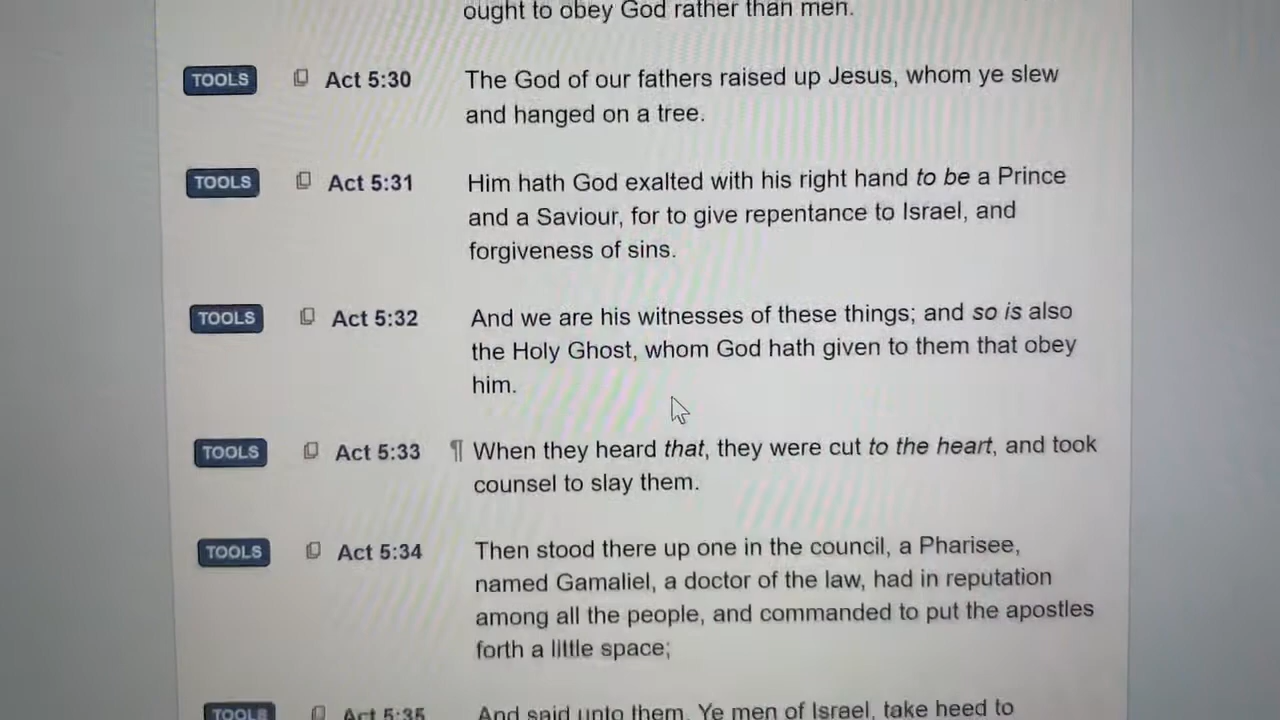 ought to obey God rather than men.
TOOLS Act 5:30 The God of our fathers raised up Jesus, whom ye slew
and hanged on a tree.
TOOLS Act 5:31 Him hath God exalted with his right hand to be a Prince
and a Saviour, for to give repentance to Israel, and
forgiveness of sins.
TOOLS Act 5:32 And we are his witnesses of these things; and so is also
the Holy Ghost, whom God hath given to them that obey
him.
TOOLS Act 5:33 ¶ When they heard that, they were cut to the heart, and took
counsel to slay them.
TOOLS Act 5:34 Then stood there up one in the council, a Pharisee,
named Gamaliel, a doctor of the law, had in reputation
among all the people, and commanded to put the apostles
forth a little space;
TOOLS Act 5:35 And said unto them, Ye men of Israel, take heed to